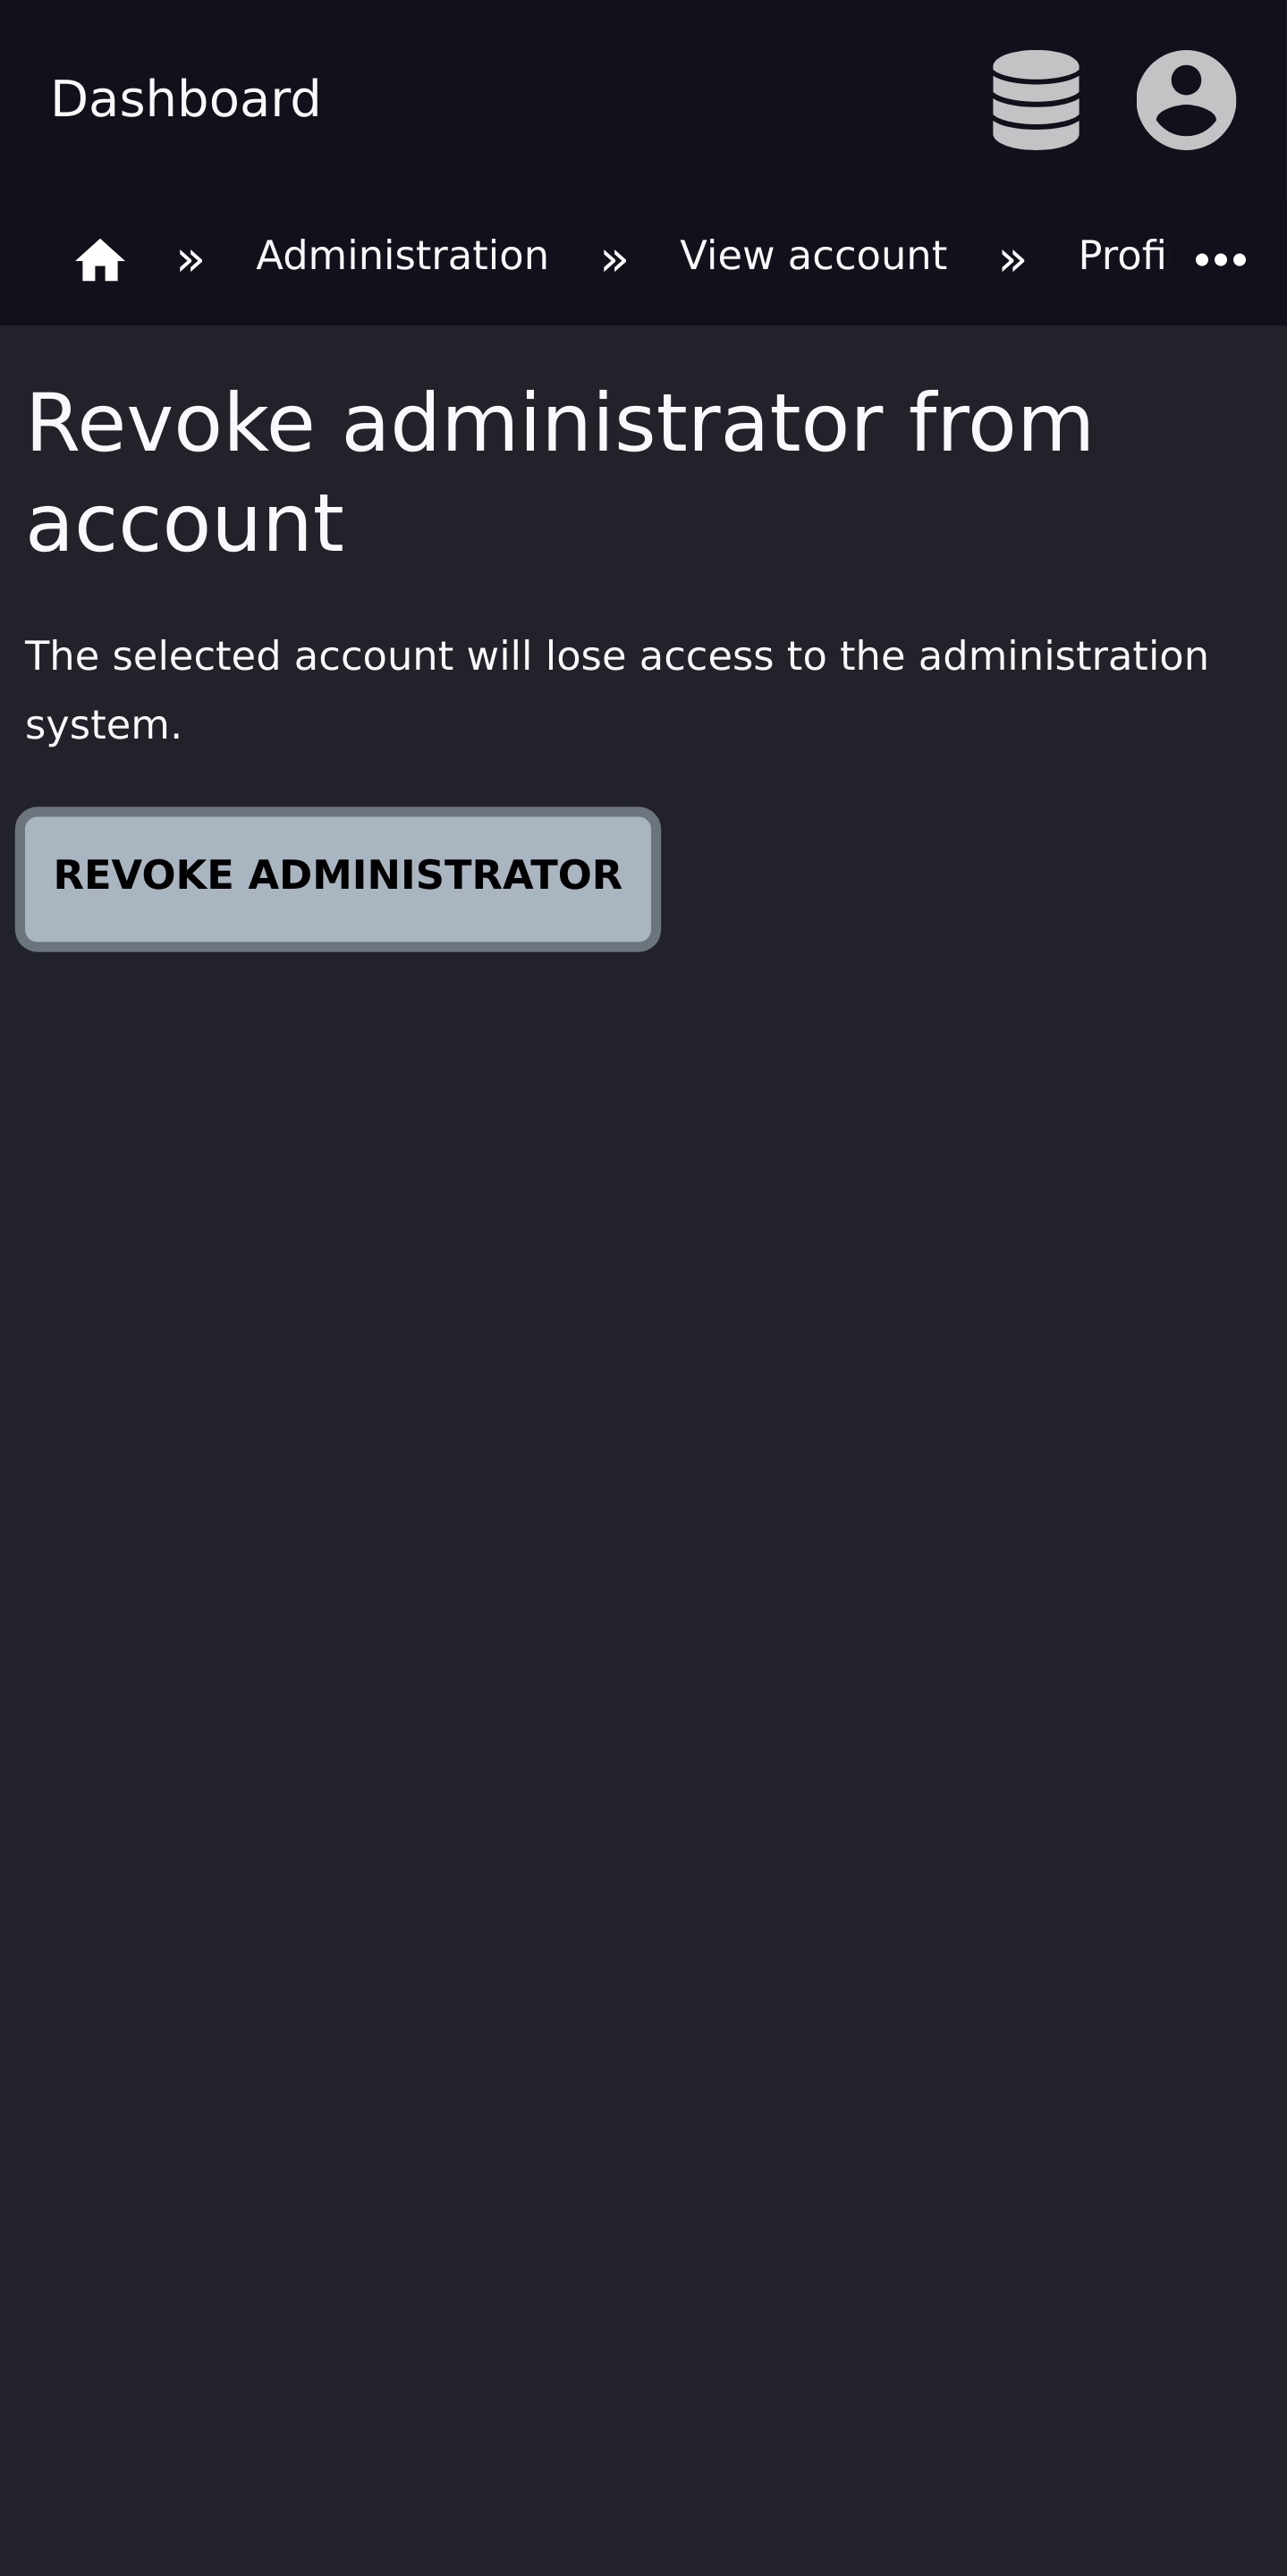 Dashboard
» Administration » View account » Profi •••
Revoke administrator from
account
The selected account will lose access to the administration
system.
REVOKE ADMINISTRATOR